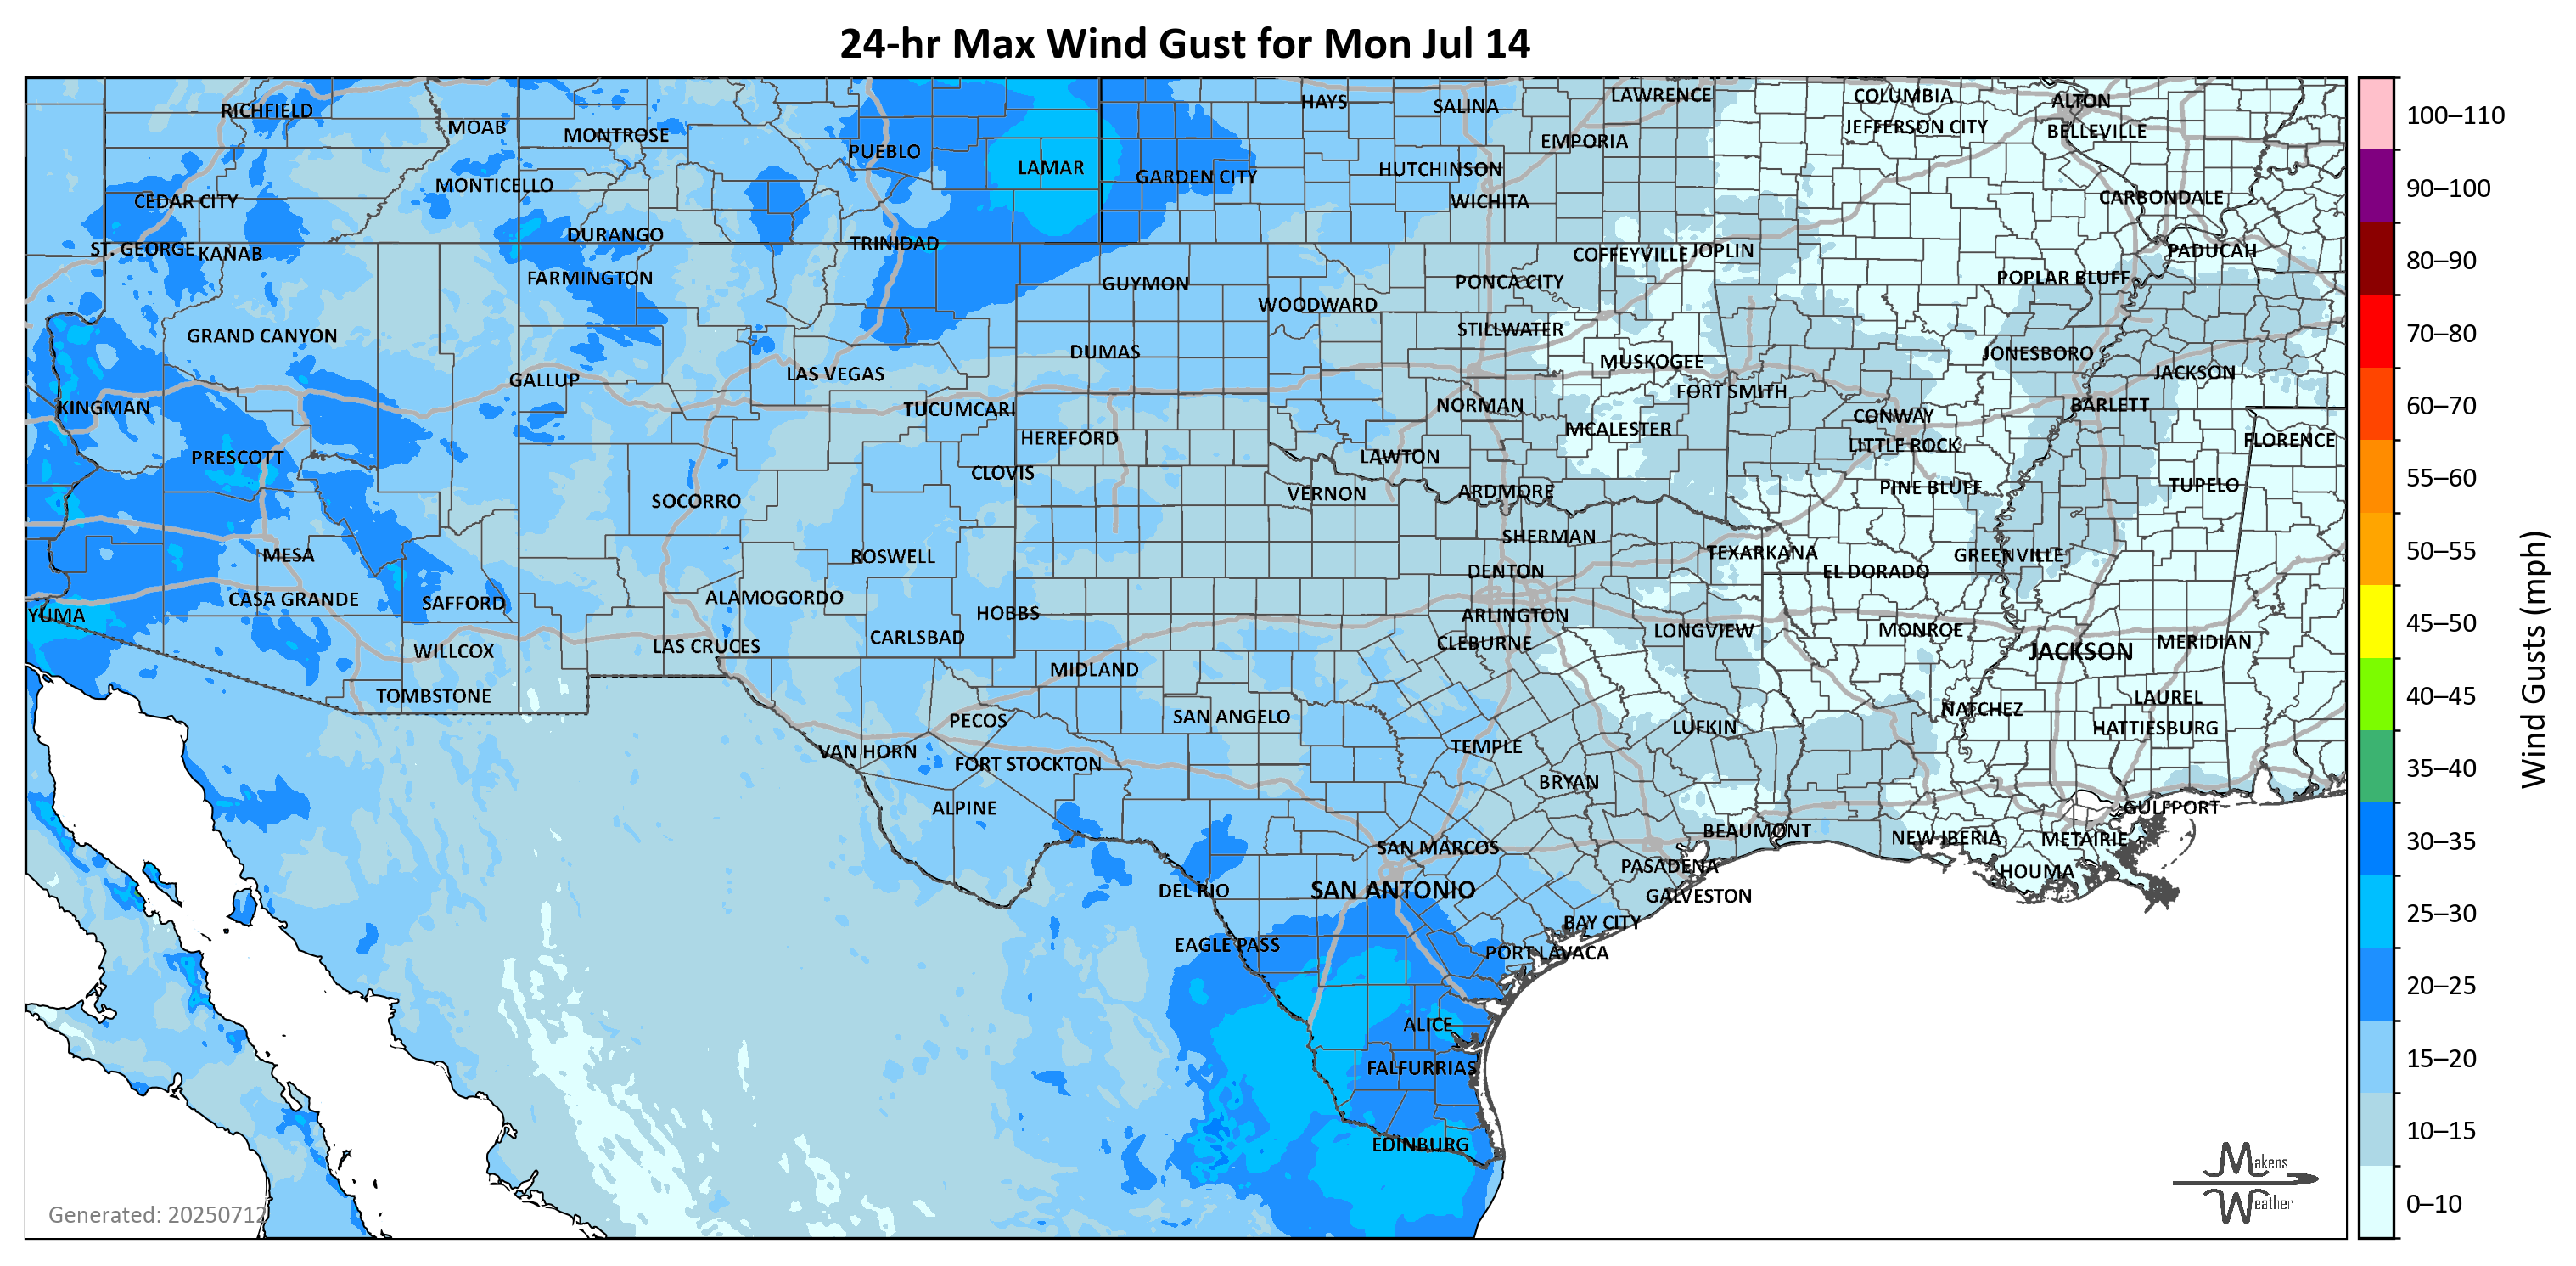 24-hr Max Wind Gust for Mon Jul 14
RICHFIELD
MOAB
MONTROSE
PUEBLO
LAMAR
GARDEN CITY
HAYS
SALINA
LAWRENCE
EMPORIA
HUTCHINSON
WICHITA
COLUMBIA
JEFFERSON CITY
ALTON
BELLEVILLE
CARBONDALE
PADUCAH
CEDAR CITY
MONTICELLO
ST. GEORGE
KANAB
DURANGO
FARMINGTON
TRINIDAD
GUYMON
WOODWARD
PONCA CITY
COFFEYVILLE
JOPLIN
POPLAR BLUFF
GRAND CANYON
GALLUP
LAS VEGAS
DUMAS
STILLWATER
MUSKOGEE
JONESBORO
JACKSON
KINGMAN
TUCUMCARI
HEREFORD
CLOVIS
NORMAN
MCALESTER
FORT SMITH
CONWAY
LITTLE ROCK
BARLETT
FLORENCE
PRESCOTT
SOCORRO
LAWTON
VERNON
ARDMORE
PINE BLUFF
TUPELO
MESA
ROSWELL
SHERMAN
DENTON
TEXARKANA
EL DORADO
GREENVILLE
YUMA
CASA GRANDE
SAFFORD
ALAMOGORDO
HOBBS
CARLSBAD
ARLINGTON
CLEBURNE
LONGVIEW
MONROE
JACKSON
MERIDIAN
WILLCOX
LAS CRUCES
TOMBSTONE
MIDLAND
PECOS
SAN ANGELO
TEMPLE
LUFKIN
NATCHEZ
LAUREL
HATTIESBURG
VAN HORN
FORT STOCKTON
ALPINE
BRYAN
GULFPORT
SAN MARCOS
BEAUMONT
NEW IBERIA
METAIRIE
PASADENA
HOUMA
DEL RIO
SAN ANTONIO
GALVESTON
BAY CITY
EAGLE PASS
PORT LAVACA
ALICE
FALFURRIAS
EDINBURG
Generated: 20250712
Makens
Weather
100–110
90–100
80–90
70–80
60–70
55–60
50–55
45–50
40–45
35–40
30–35
25–30
20–25
15–20
10–15
0–10
Wind Gusts (mph)